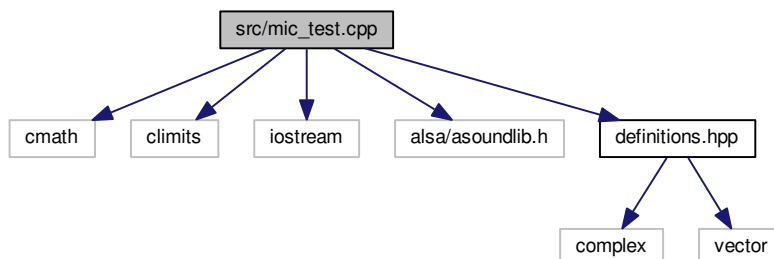 src/mic_test.cpp
cmath
climits
iostream
alsa/asoundlib.h
definitions.hpp
complex
vector